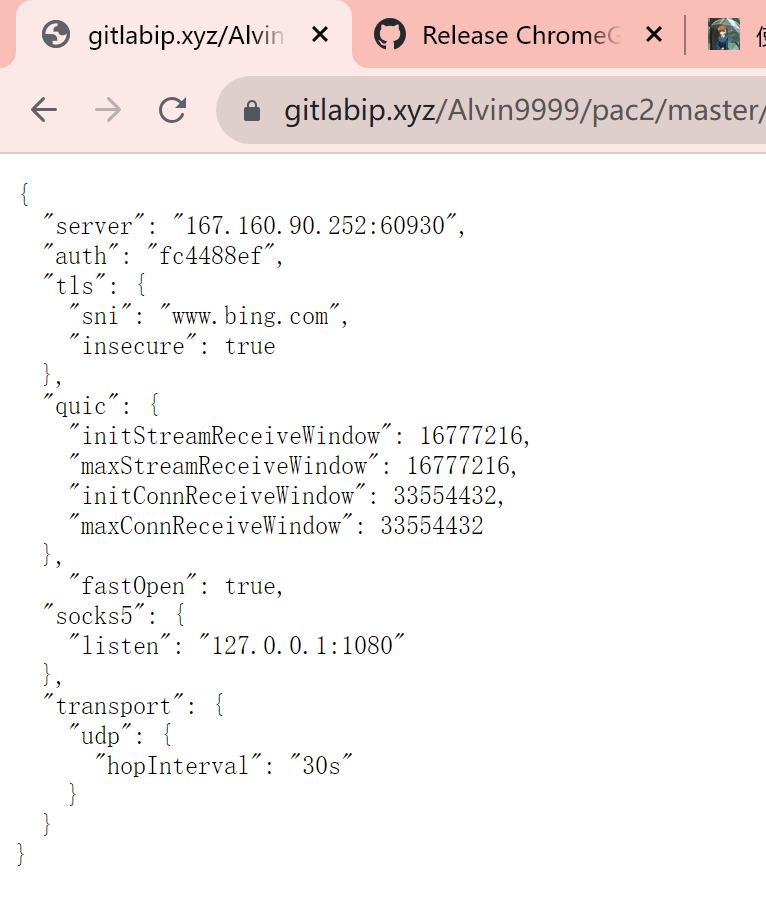 gitlabip.xyz/Alvin
Release ChromeG
使
gitlabip.xyz/Alvin9999/pac2/master/
{
"server": "167.160.90.252:60930",
"auth": "fc4488ef",
"tls": {
"sni": "www.bing.com",
"insecure": true
},
"quic": {
"initStreamReceiveWindow": 16777216,
"maxStreamReceiveWindow": 16777216,
"initConnReceiveWindow": 33554432,
"maxConnReceiveWindow": 33554432
},
"fastOpen": true,
"socks5": {
"listen": "127.0.0.1:1080"
},
"transport": {
"udp": {
"hopInterval": "30s"
}
}
}